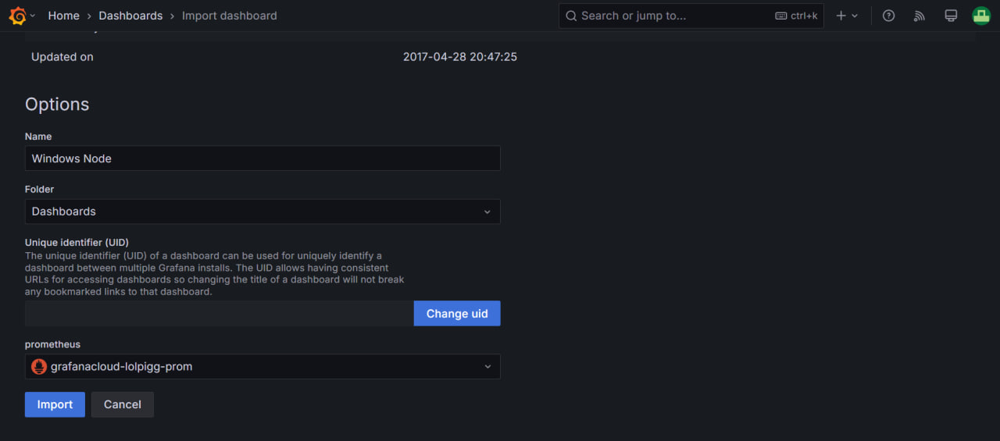 Home › Dashboards › Import dashboard
Search or jump to...
ctrl+k
Updated on
2017-04-28 20:47:25
Options
Name
Windows Node
Folder
Dashboards
Unique identifier (UID)
The unique identifier (UID) of a dashboard can be used for uniquely identify a
dashboard between multiple Grafana installs. The UID allows having consistent
URLs for accessing dashboards so changing the title of a dashboard will not break
any bookmarked links to that dashboard.
Change uid
prometheus
grafanacloud-lolpigg-prom
Import
Cancel